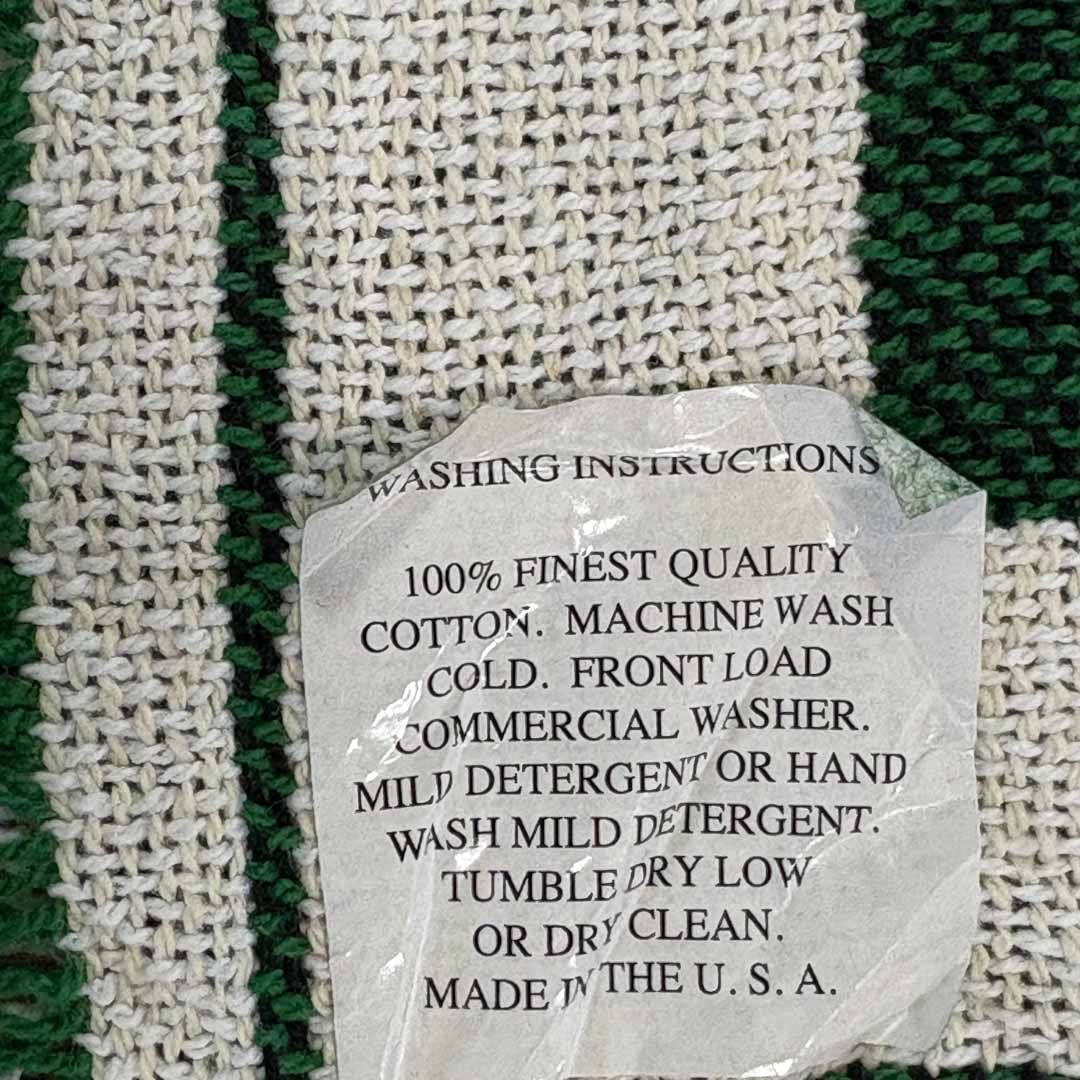 WASHING INSTRUCTIONS
100% FINEST QUALITY
COTTON. MACHINE WASH
COLD. FRONT LOAD
COMMERCIAL WASHER.
MILD DETERGENT OR HAND
WASH MILD DETERGENT.
TUMBLE DRY LOW
OR DRY CLEAN.
MADE IN THE U. S. A.